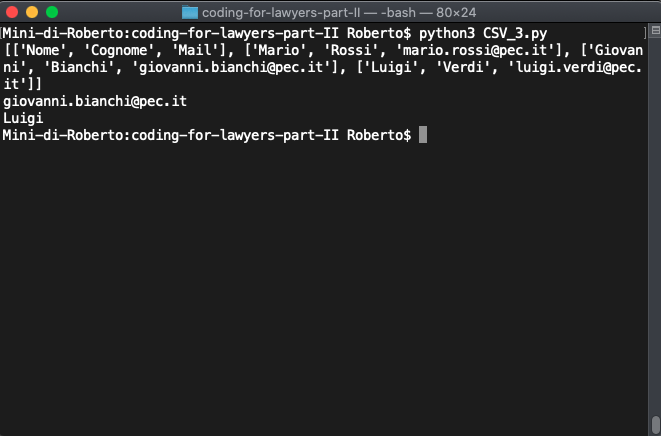 coding-for-lawyers-part-II — -bash — 80×24
[Mini-di-Roberto:coding-for-lawyers-part-II Roberto$ python3 CSV_3.py ]
[['Nome', 'Cognome', 'Mail'], ['Mario', 'Rossi', 'mario.rossi@pec.it'], ['Giovan
ni', 'Bianchi', 'giovanni.bianchi@pec.it'], ['Luigi', 'Verdi', 'luigi.verdi@pec.
it']]
giovanni.bianchi@pec.it
Luigi
Mini-di-Roberto:coding-for-lawyers-part-II Roberto$